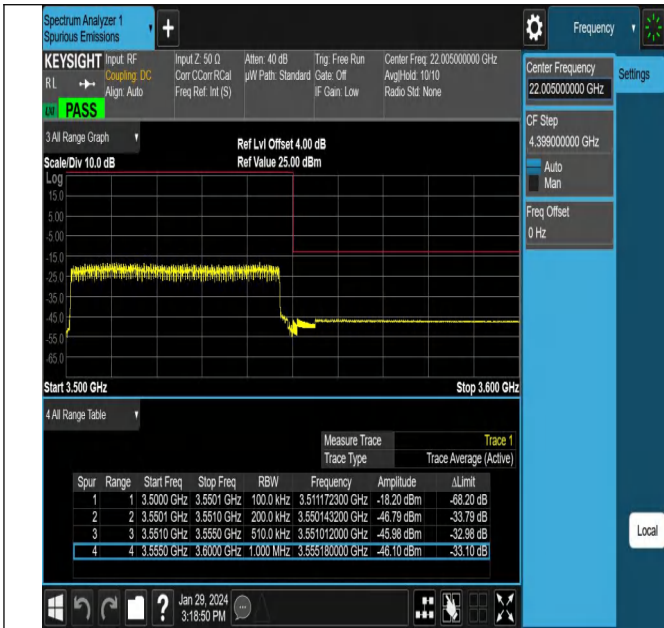 Spectrum Analyzer 1
Spurious Emissions
Frequency
KEYSIGHT
RL
Input: RF
Coupling: DC
Align: Auto
Input Z: 50 Ω
Corr CCorr RCal
Freq Ref: Int (S)
Atten: 40 dB
µW Path: Standard
Trig: Free Run
Gate: Off
IF Gain: Low
Center Freq: 22.005000000 GHz
Avg|Hold: 10/10
Radio Std: None
PASS
3 All Range Graph
Scale/Div 10.0 dB
Ref Lvl Offset 4.00 dB
Ref Value 25.00 dBm
Log
15.0
5.00
-5.00
-15.0
-25.0
-35.0
-45.0
-55.0
-65.0
Start 3.500 GHz
Stop 3.600 GHz
4 All Range Table
Measure Trace Trace 1
Trace Type Trace Average (Active)
Spur Range Start Freq Stop Freq RBW Frequency Amplitude ΔLimit
1 1 3.5000 GHz 3.5501 GHz 100.0 kHz 3.511172300 GHz -18.20 dBm -68.20 dB
2 2 3.5501 GHz 3.5510 GHz 200.0 kHz 3.550143200 GHz -46.79 dBm -33.79 dB
3 3 3.5510 GHz 3.5550 GHz 510.0 kHz 3.551012000 GHz -45.98 dBm -32.98 dB
4 4 3.5550 GHz 3.6000 GHz 1.000 MHz 3.555180000 GHz -46.10 dBm -33.10 dB
Center Frequency
22.005000000 GHz
Settings
CF Step
4.399000000 GHz
Auto
Man
Freq Offset
0 Hz
Local
?
Jan 29, 2024
3:18:50 PM